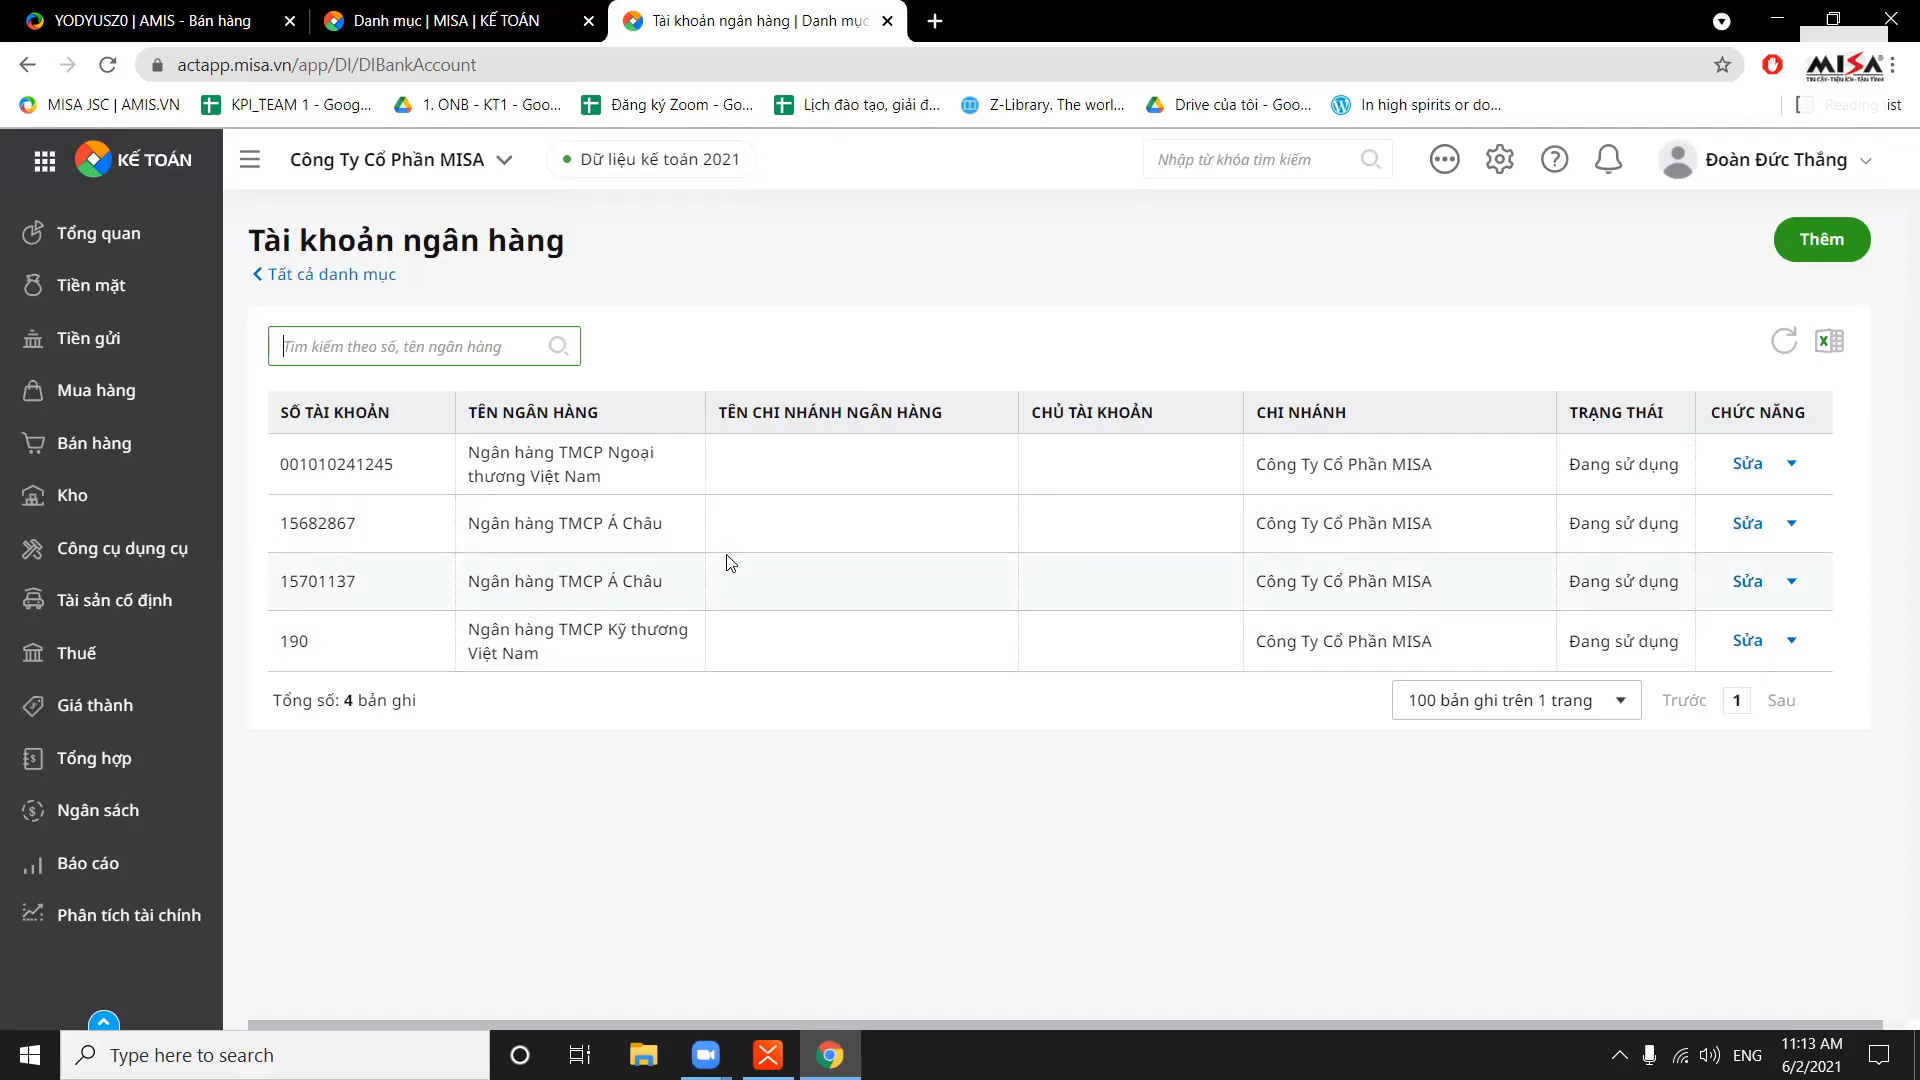 YODYUSZ0 | AMIS - Bán hàng
Danh mục | MISA | KẾ TOÁN
Tài khoản ngân hàng | Danh mục
actapp.misa.vn/app/DI/DIBankAccount
MISA
TIN CẬY - TIỆN ÍCH - TẬN TÌNH
MISA JSC | AMIS.VN
KPI_TEAM 1 - Goog...
1. ONB - KT1 - Goo...
Đăng ký Zoom - Go...
Lịch đào tạo, giải đ...
Z-Library. The worl...
Drive của tôi - Goo...
In high spirits or do...
Reading list
KẾ TOÁN
Công Ty Cổ Phần MISA
Dữ liệu kế toán 2021
Nhập từ khóa tìm kiếm
Đoàn Đức Thắng
Tổng quan
Tiền mặt
Tiền gửi
Mua hàng
Bán hàng
Kho
Công cụ dụng cụ
Tài sản cố định
Thuế
Giá thành
Tổng hợp
Ngân sách
Báo cáo
Phân tích tài chính
Tài khoản ngân hàng
Thêm
Tất cả danh mục
Tìm kiếm theo số, tên ngân hàng
SỐ TÀI KHOẢN TÊN NGÂN HÀNG TÊN CHI NHÁNH NGÂN HÀNG CHỦ TÀI KHOẢN CHI NHÁNH TRẠNG THÁI CHỨC NĂNG
001010241245 Ngân hàng TMCP Ngoại thương Việt Nam Công Ty Cổ Phần MISA Đang sử dụng Sửa
15682867 Ngân hàng TMCP Á Châu Công Ty Cổ Phần MISA Đang sử dụng Sửa
15701137 Ngân hàng TMCP Á Châu Công Ty Cổ Phần MISA Đang sử dụng Sửa
190 Ngân hàng TMCP Kỹ thương Việt Nam Công Ty Cổ Phần MISA Đang sử dụng Sửa
Tổng số: 4 bản ghi
100 bản ghi trên 1 trang
Trước 1 Sau
Type here to search
ENG
11:13 AM
6/2/2021